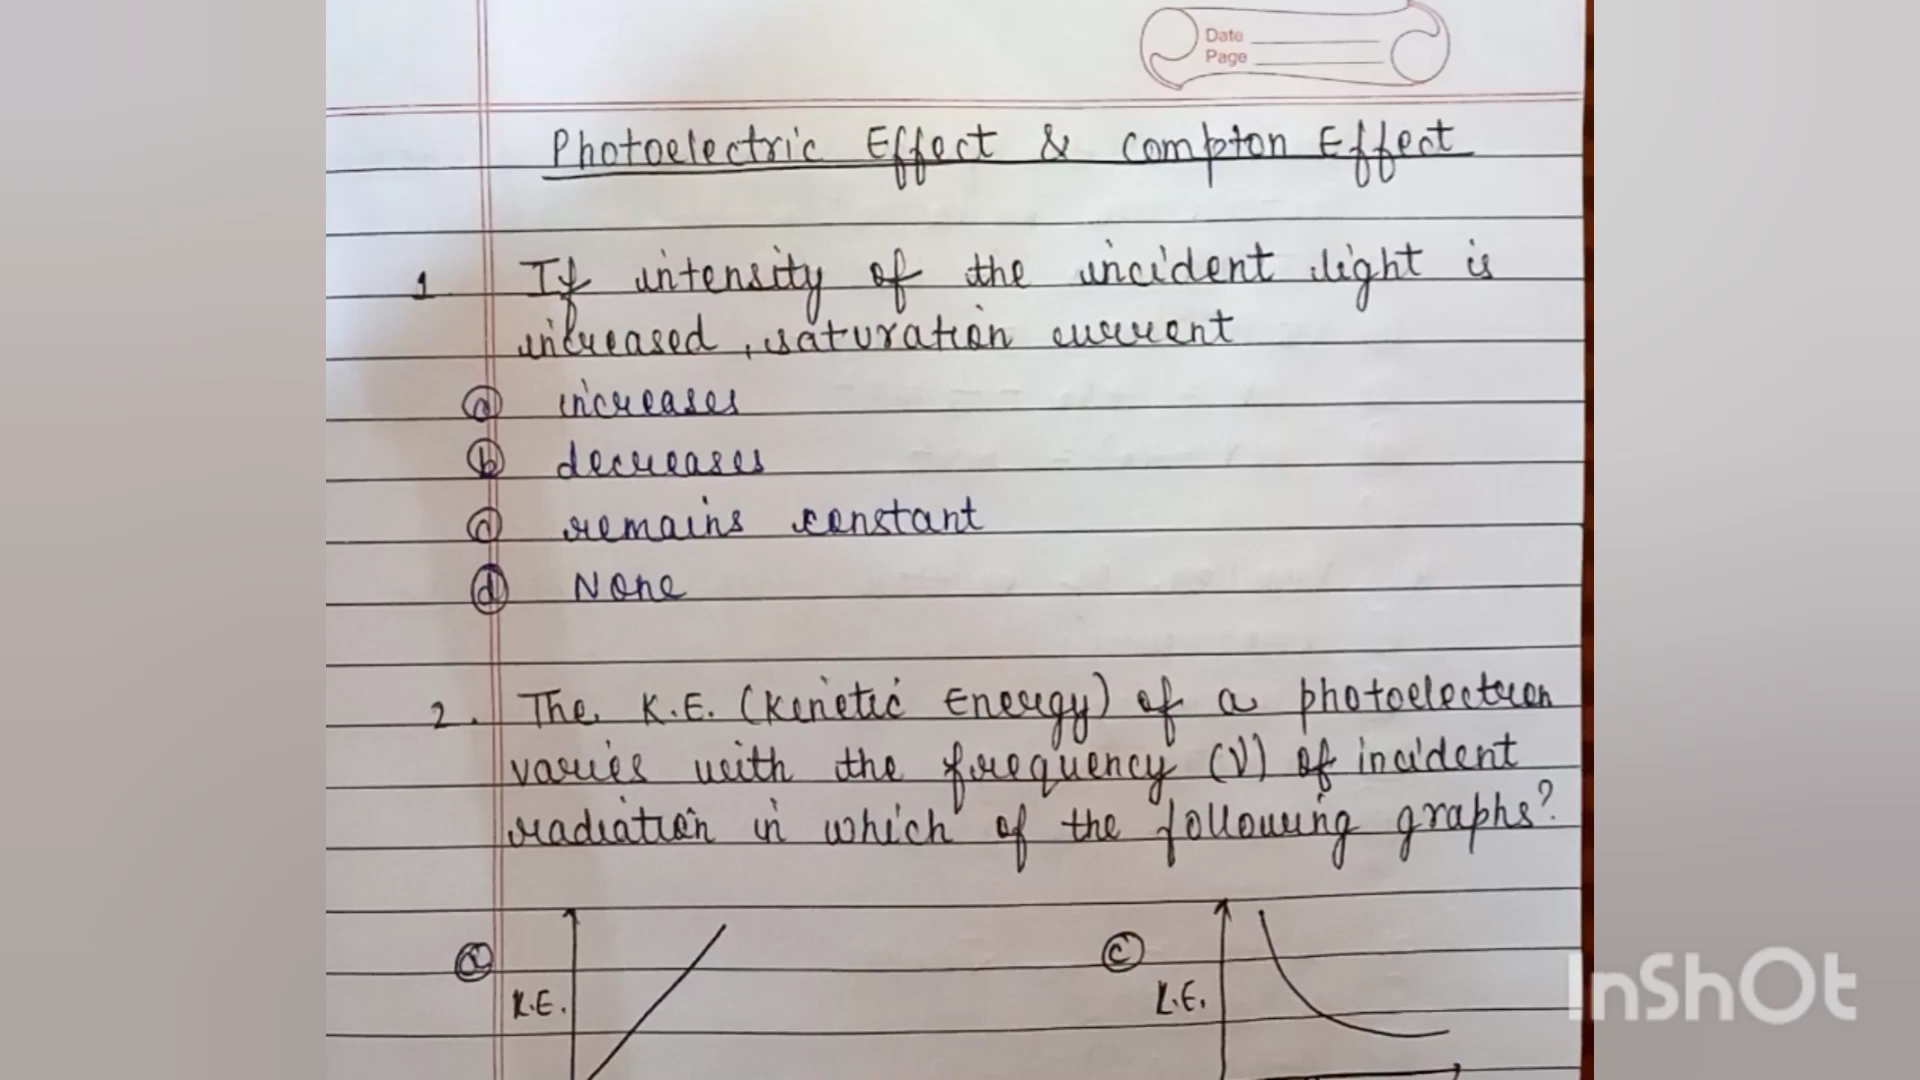 Date
Page
Photoelectric Effect & Compton Effect
1 If intensity of the incident light is
increased, saturation current
a increases
b decreases
c remains constant
d None
2. The K.E. (Kinetic Energy) of a photoelectron
varies with the frequency (ν) of incident
radiation in which of the following graphs?
a
K.E.
c
K.E.
InShOt